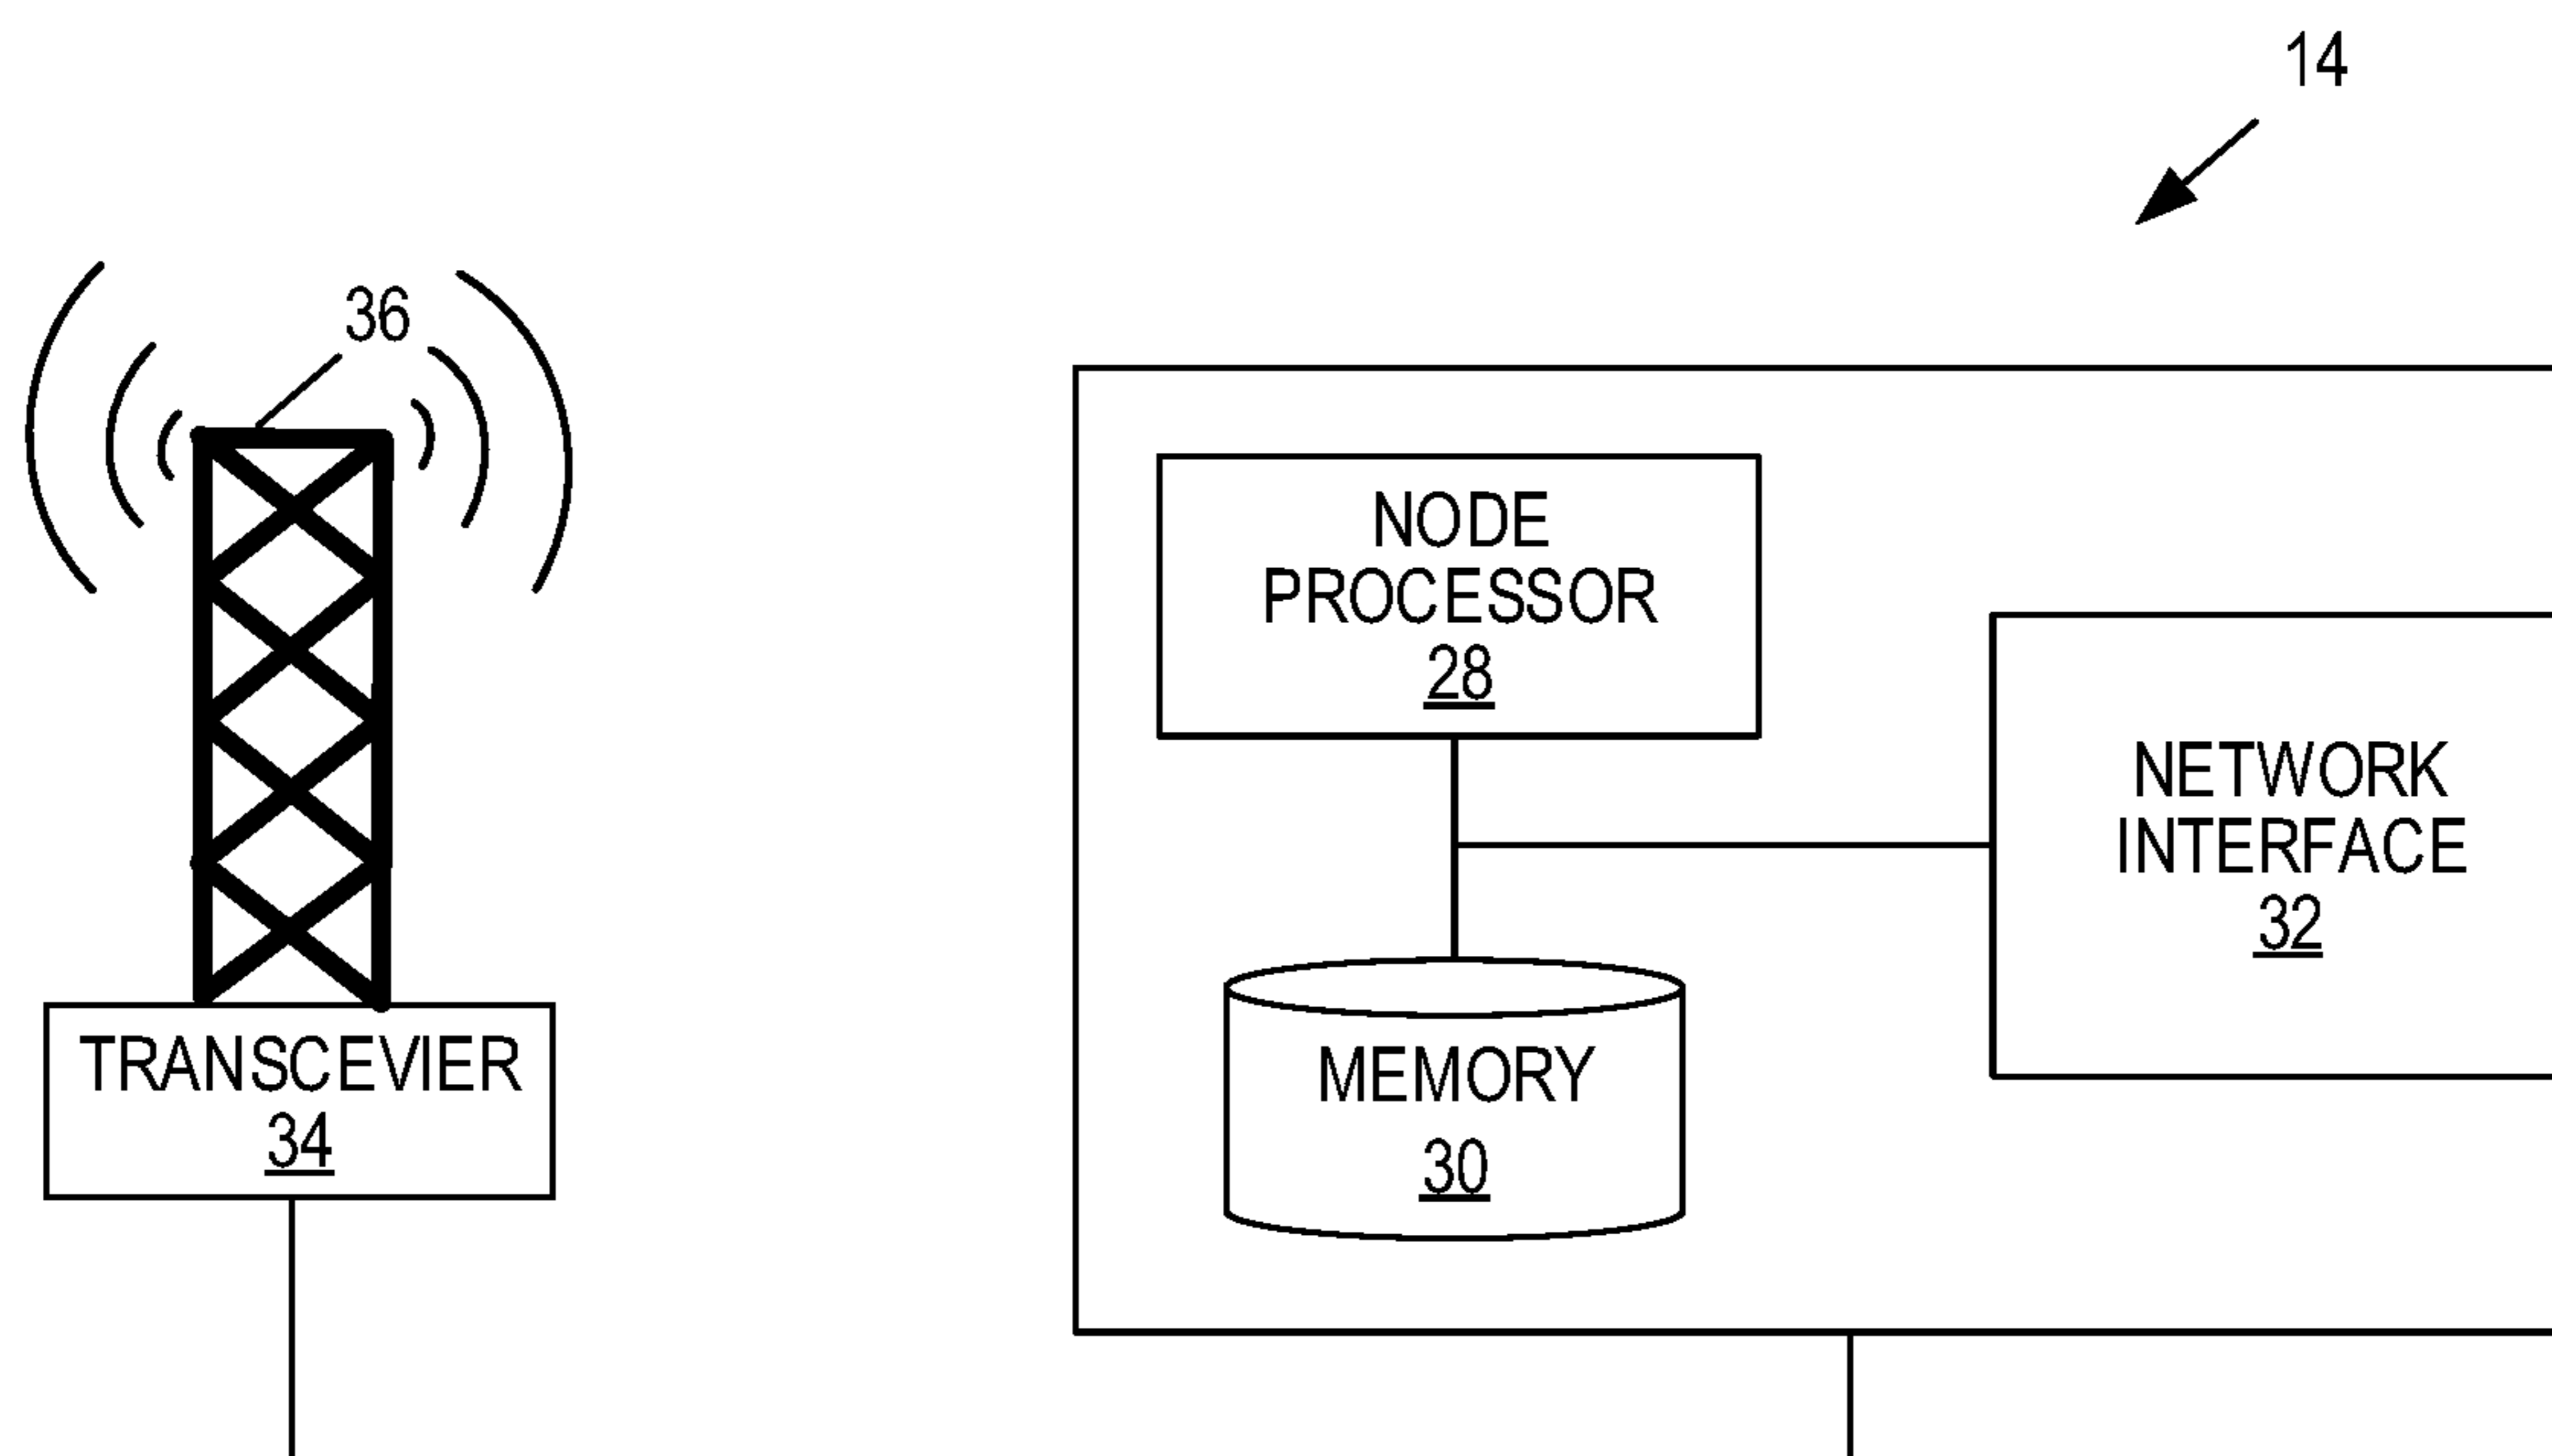 14
36
NODE
PROCESSOR
28
NETWORK
INTERFACE
32
TRANSCEVIER
34
MEMORY
30